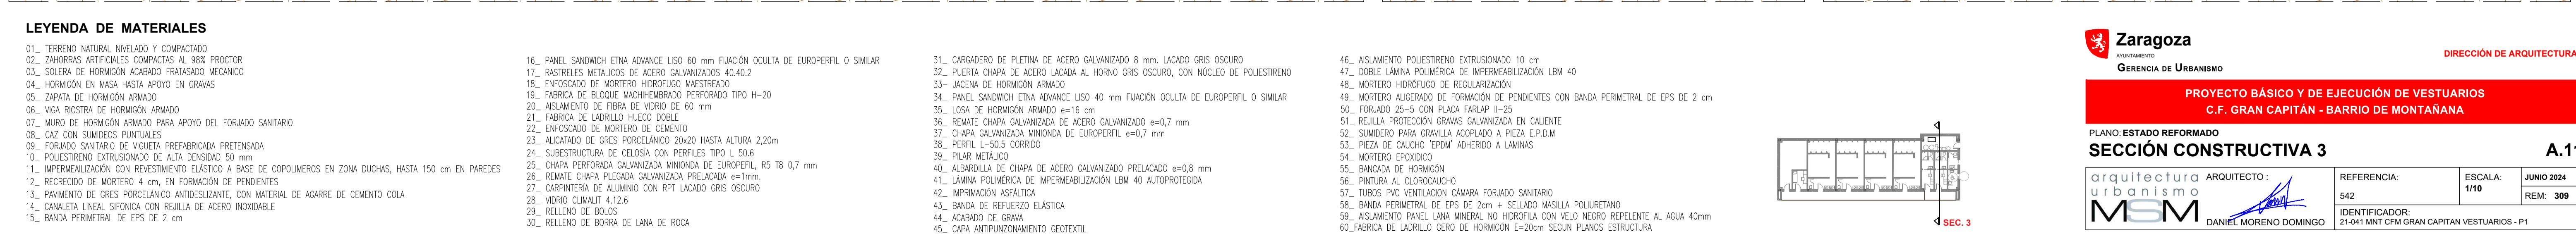 LEYENDA DE MATERIALES
01_ TERRENO NATURAL NIVELADO Y COMPACTADO
02_ ZAHORRAS ARTIFICIALES COMPACTAS AL 98% PROCTOR
03_ SOLERA DE HORMIGÓN ACABADO FRATASADO MECANICO
04_ HORMIGÓN EN MASA HASTA APOYO EN GRAVAS
05_ ZAPATA DE HORMIGÓN ARMADO
06_ VIGA RIOSTRA DE HORMIGÓN ARMADO
07_ MURO DE HORMIGÓN ARMADO PARA APOYO DEL FORJADO SANITARIO
08_ CAZ CON SUMIDEOS PUNTUALES
09_ FORJADO SANITARIO DE VIGUETA PREFABRICADA PRETENSADA
10_ POLIESTIRENO EXTRUSIONADO DE ALTA DENSIDAD 50 mm
11_ IMPERMEAILIZACIÓN CON REVESTIMIENTO ELÁSTICO A BASE DE COPOLIMEROS EN ZONA DUCHAS, HASTA 150 cm EN PAREDES
12_ RECRECIDO DE MORTERO 4 cm, EN FORMACIÓN DE PENDIENTES
13_ PAVIMENTO DE GRES PORCELÁNICO ANTIDESLIZANTE, CON MATERIAL DE AGARRE DE CEMENTO COLA
14_ CANALETA LINEAL SIFONICA CON REJILLA DE ACERO INOXIDABLE
15_ BANDA PERIMETRAL DE EPS DE 2 cm
16_ PANEL SANDWICH ETNA ADVANCE LISO 60 mm FIJACIÓN OCULTA DE EUROPERFIL O SIMILAR
17_ RASTRELES METALICOS DE ACERO GALVANIZADOS 40.40.2
18_ ENFOSCADO DE MORTERO HIDROFUGO MAESTREADO
19_ FABRICA DE BLOQUE MACHIHEMBRADO PERFORADO TIPO H-20
20_ AISLAMIENTO DE FIBRA DE VIDRIO DE 60 mm
21_ FABRICA DE LADRILLO HUECO DOBLE
22_ ENFOSCADO DE MORTERO DE CEMENTO
23_ ALICATADO DE GRES PORCELÁNICO 20x20 HASTA ALTURA 2,20m
24_ SUBESTRUCTURA DE CELOSÍA CON PERFILES TIPO L 50.6
25_ CHAPA PERFORADA GALVANIZADA MINIONDA DE EUROPEFIL, R5 T8 0,7 mm
26_ REMATE CHAPA PLEGADA GALVANIZADA PRELACADA e=1mm.
27_ CARPINTERÍA DE ALUMINIO CON RPT LACADO GRIS OSCURO
28_ VIDRIO CLIMALIT 4.12.6
29_ RELLENO DE BOLOS
30_ RELLENO DE BORRA DE LANA DE ROCA
31_ CARGADERO DE PLETINA DE ACERO GALVANIZADO 8 mm. LACADO GRIS OSCURO
32_ PUERTA CHAPA DE ACERO LACADA AL HORNO GRIS OSCURO, CON NÚCLEO DE POLIESTIRENO
33- JACENA DE HORMIGÓN ARMADO
34_ PANEL SANDWICH ETNA ADVANCE LISO 40 mm FIJACIÓN OCULTA DE EUROPERFIL O SIMILAR
35_ LOSA DE HORMIGÓN ARMADO e=16 cm
36_ REMATE CHAPA GALVANIZADA DE ACERO GALVANIZADO e=0,7 mm
37_ CHAPA GALVANIZADA MINIONDA DE EUROPERFIL e=0,7 mm
38_ PERFIL L-50.5 CORRIDO
39_ PILAR METÁLICO
40_ ALBARDILLA DE CHAPA DE ACERO GALVANIZADO PRELACADO e=0,8 mm
41_ LÁMINA POLIMÉRICA DE IMPERMEABILIZACIÓN LBM 40 AUTOPROTEGIDA
42_ IMPRIMACIÓN ASFÁLTICA
43_ BANDA DE REFUERZO ELÁSTICA
44_ ACABADO DE GRAVA
45_ CAPA ANTIPUNZONAMIENTO GEOTEXTIL
46_ AISLAMIENTO POLIESTIRENO EXTRUSIONADO 10 cm
47_ DOBLE LÁMINA POLIMÉRICA DE IMPERMEABILIZACIÓN LBM 40
48_ MORTERO HIDRÓFUGO DE REGULARIZACIÓN
49_ MORTERO ALIGERADO DE FORMACIÓN DE PENDIENTES CON BANDA PERIMETRAL DE EPS DE 2 cm
50_ FORJADO 25+5 CON PLACA FARLAP II-25
51_ REJILLA PROTECCIÓN GRAVAS GALVANIZADA EN CALIENTE
52_ SUMIDERO PARA GRAVILLA ACOPLADO A PIEZA E.P.D.M
53_ PIEZA DE CAUCHO 'EPDM' ADHERIDO A LAMINAS
54_ MORTERO EPOXIDICO
55_ BANCADA DE HORMIGÓN
56_ PINTURA AL CLOROCAUCHO
57_ TUBOS PVC VENTILACION CÁMARA FORJADO SANITARIO
58_ BANDA PERIMETRAL DE EPS DE 2cm + SELLADO MASILLA POLIURETANO
59_ AISLAMIENTO PANEL LANA MINERAL NO HIDROFILA CON VELO NEGRO REPELENTE AL AGUA 40mm
60_FABRICA DE LADRILLO GERO DE HORMIGON E=20cm SEGUN PLANOS ESTRUCTURA
SEC. 3
Zaragoza
AYUNTAMIENTO
GERENCIA DE URBANISMO
DIRECCIÓN DE ARQUITECTURA
PROYECTO BÁSICO Y DE EJECUCIÓN DE VESTUARIOS
C.F. GRAN CAPITÁN - BARRIO DE MONTAÑANA
PLANO: ESTADO REFORMADO
SECCIÓN CONSTRUCTIVA 3
A.11
arquitectura
urbanismo
MSM
ARQUITECTO :
DANIEL MORENO DOMINGO
REFERENCIA:
542
ESCALA:
1/10
JUNIO 2024
REM: 309
IDENTIFICADOR:
21-041 MNT CFM GRAN CAPITAN VESTUARIOS - P1